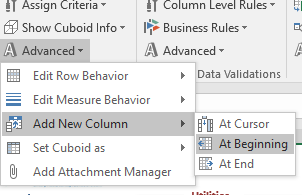 Assign Criteria
Column Level Rules
Show Cuboid Info
Business Rules
Advanced
Advanced
Data Validations
Edit Row Behavior
Edit Measure Behavior
Add New Column
At Cursor
Set Cuboid as
At Beginning
Add Attachment Manager
At End
Utilities